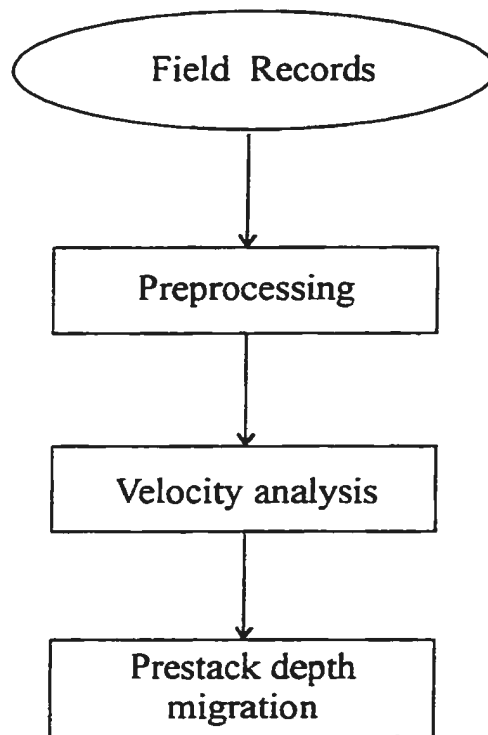 Field Records
Preprocessing
Velocity analysis
Prestack depth
migration